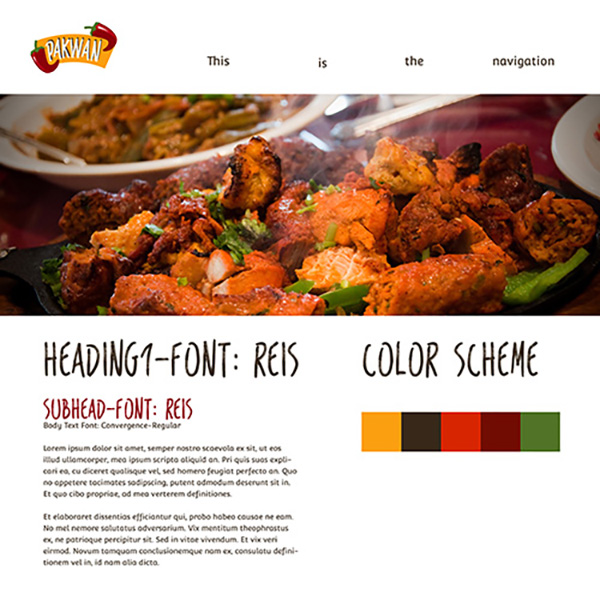 PAKWAN
This is the navigation
HEADING1-FONT: REIS
SUBHEAD-FONT: REIS
Body Text Font: Convergence-Regular
Lorem ipsum dolor sit amet, semper nostro scaevola ex sit, ut eos
illud ullamcorper, mea ipsum scripta aliquid an. Pri quis suas expli-
cari ea, cu diceret qualisque vel, sed homero feugiat perfecto an. Quo
no appetere tacimates sadipscing, putent admodum deserunt sit in.
Et quo cibo propriae, ad mea verterem definitiones.
Et elaboraret dissentias efficiantur qui, probo habeo causae ne eam.
No mel nemore salutatus adversarium. Vix mentitum theophrastus
ex, ne patrioque percipitur sit. Sed in vitae vivendum. Et vix veri
eirmod. Novum tamquam conclusionemque nam ex, consulatu defini-
tionem vel in, id nam alia dicta.
COLOR SCHEME